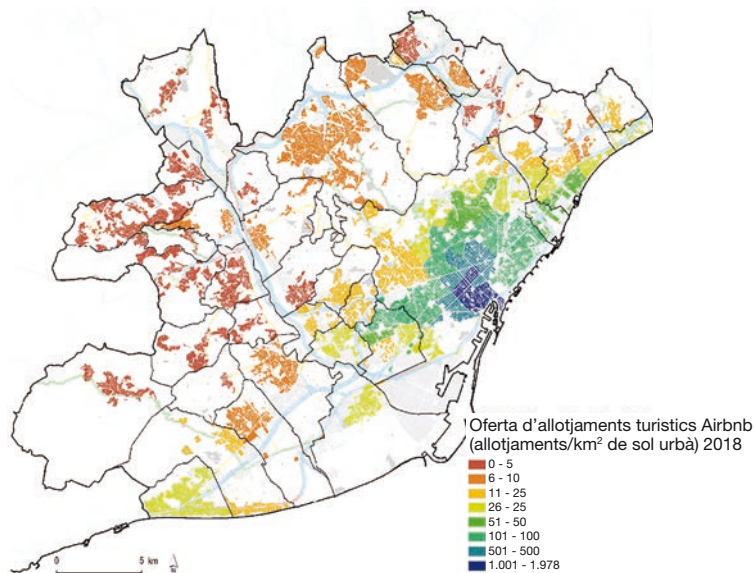 Oferta d'allotjaments turistics Airbnb
(allotjaments/km² de sol urbà) 2018
0 - 5
6 - 10
11 - 25
26 - 25
51 - 50
101 - 100
501 - 500
1.001 - 1.978
0 5 km
N